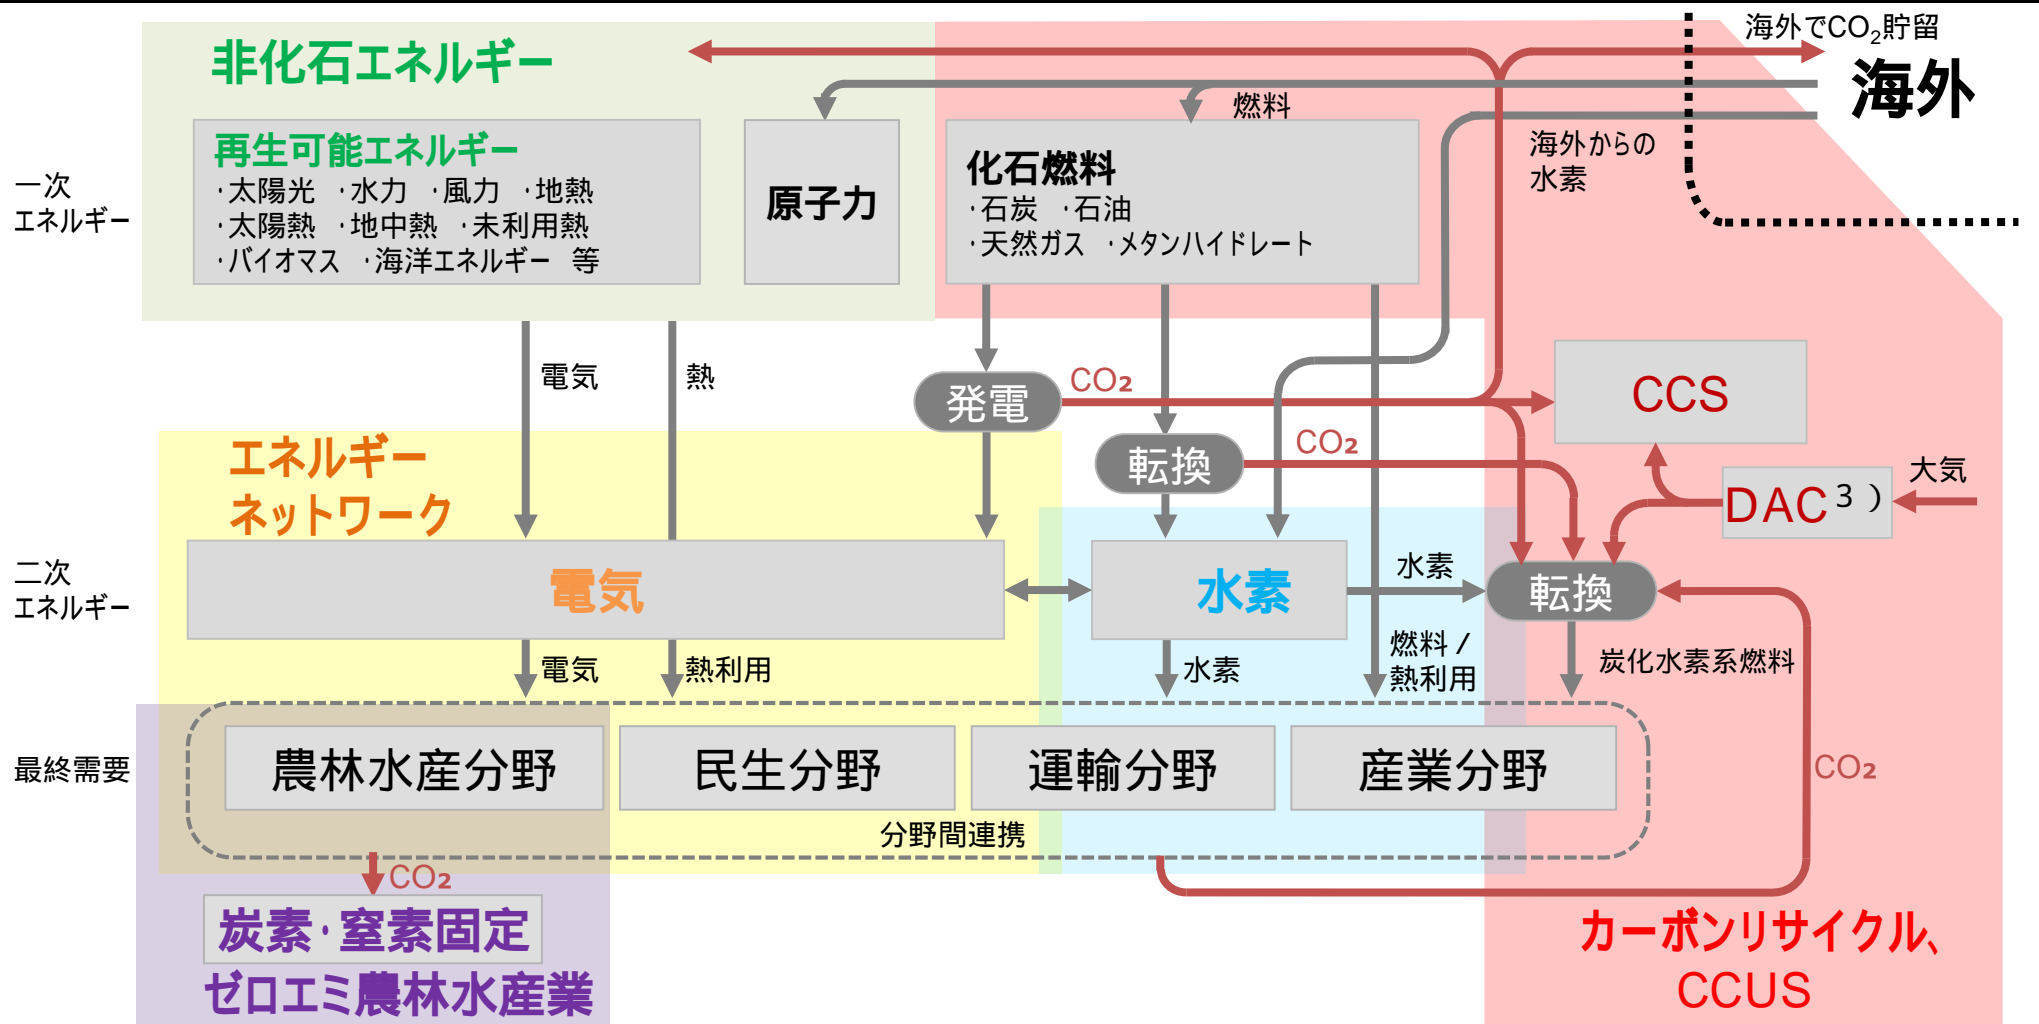 海外でCO₂貯留
非化石エネルギー
海外
燃料
海外からの
水素
再生可能エネルギー
・太陽光 ・水力 ・風力 ・地熱
・太陽熱 ・地中熱 ・未利用熱
・バイオマス ・海洋エネルギー 等
原子力
化石燃料
・石炭 ・石油
・天然ガス ・メタンハイドレート
一次
エネルギー
電気
熱
発電
CO₂
CCS
転換
CO₂
エネルギー
ネットワーク
DAC³）
大気
二次
エネルギー
電気
水素
水素
転換
電気
熱利用
水素
燃料/
熱利用
炭化水素系燃料
最終需要
農林水産分野
民生分野
運輸分野
産業分野
CO₂
分野間連携
CO₂
炭素・窒素固定
ゼロエミ農林水産業
カーボンリサイクル、
CCUS